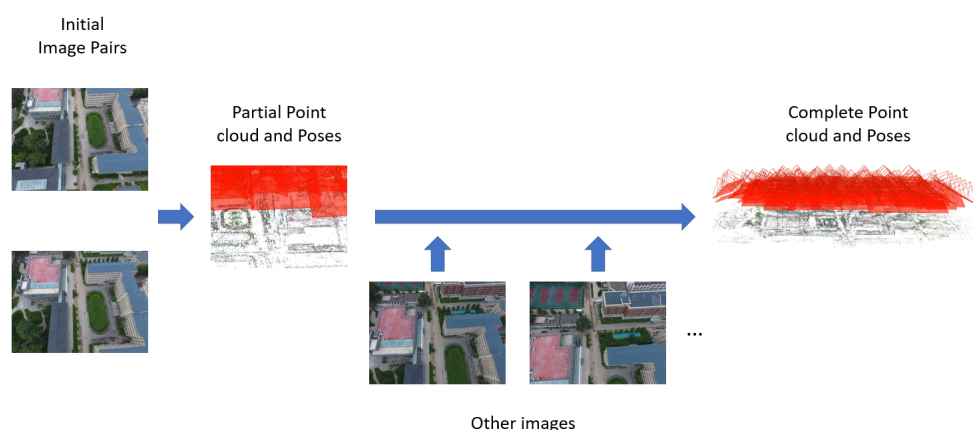 Initial
Image Pairs
Partial Point
cloud and Poses
Complete Point
cloud and Poses
...
Other images